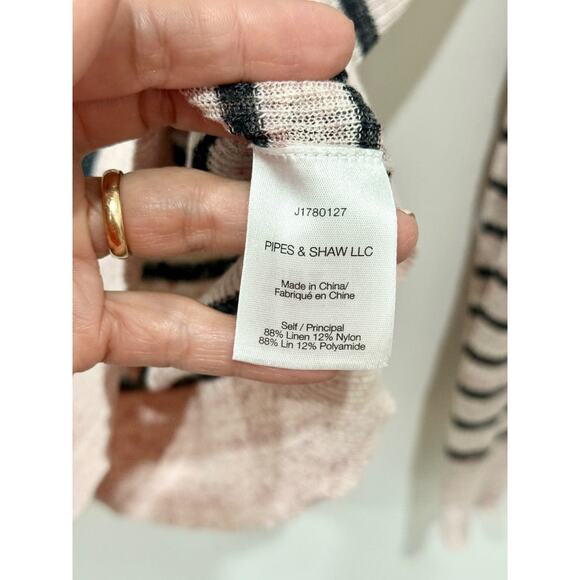 J1780127
PIPES & SHAW LLC
Made in China/
Fabriqué en Chine
Self / Principal
88% Linen 12% Nylon
88% Lin 12% Polyamide